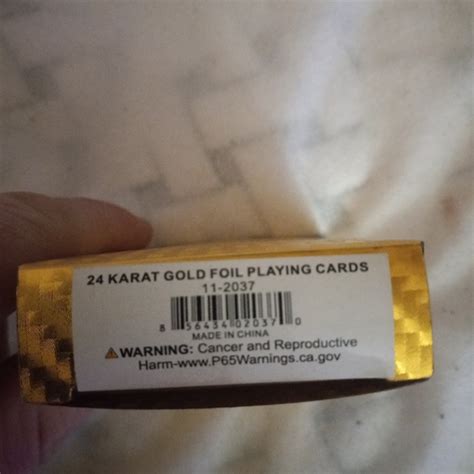 24 KARAT GOLD FOIL PLAYING CARDS
11-2037
8 56434 02037 0
MADE IN CHINA
⚠WARNING: Cancer and Reproductive
Harm-www.P65Warnings.ca.gov